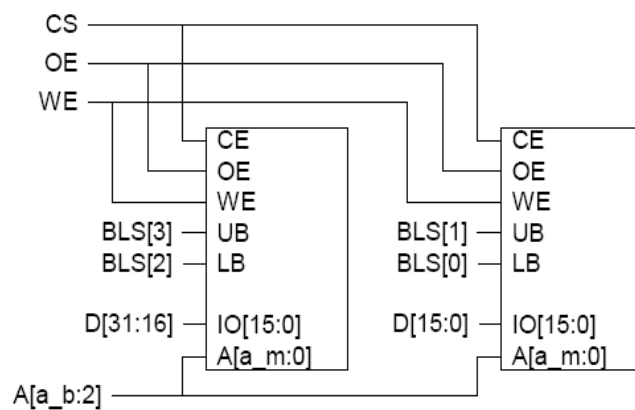 CS
OE
WE
CE
OE
WE
BLS[3] UB
BLS[2] LB
D[31:16] IO[15:0]
A[a_m:0]
CE
OE
WE
BLS[1] UB
BLS[0] LB
D[15:0] IO[15:0]
A[a_m:0]
A[a_b:2]